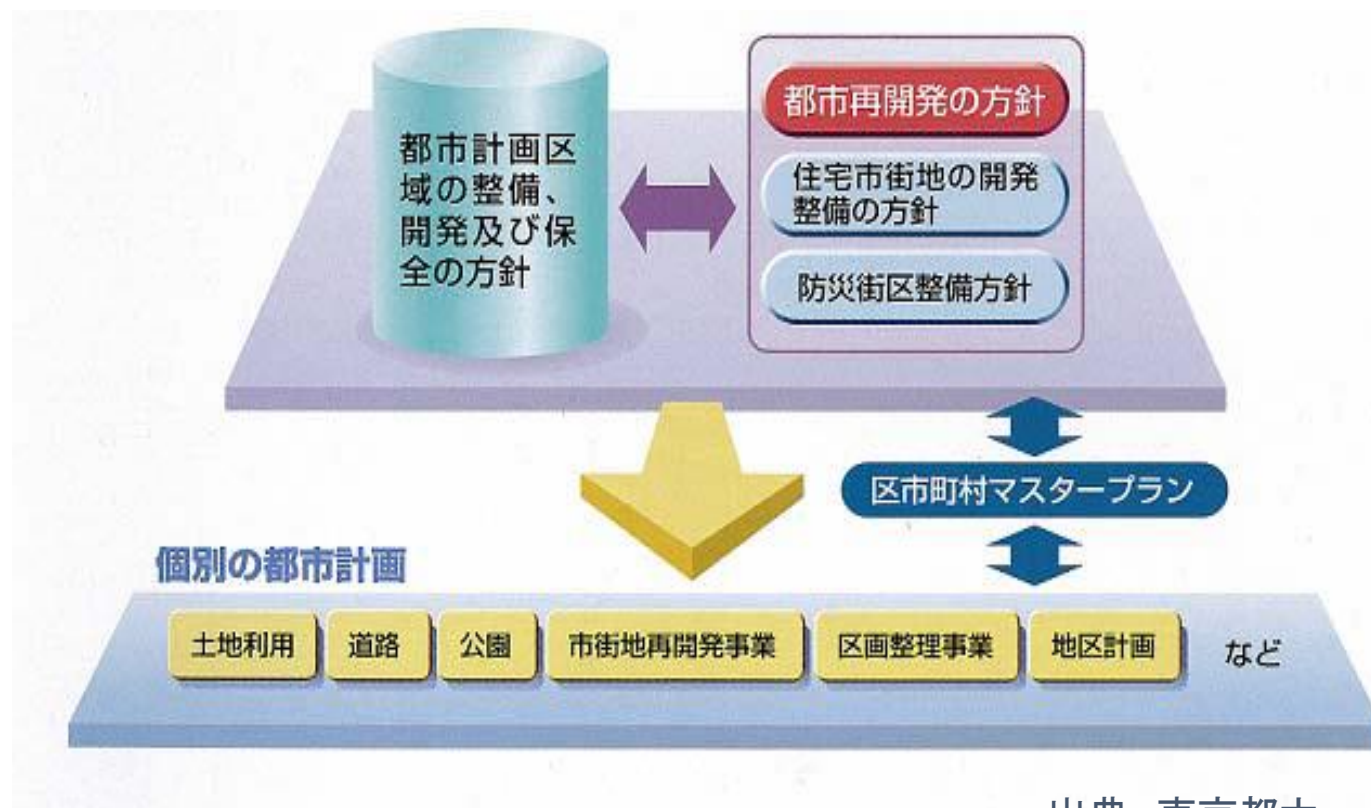 都市計画区
域の整備、
開発及び保
全の方針
都市再開発の方針
住宅市街地の開発
整備の方針
防災街区整備方針
区市町村マスタープラン
個別の都市計画
土地利用 道路 公園 市街地再開発事業 区画整理事業 地区計画 など